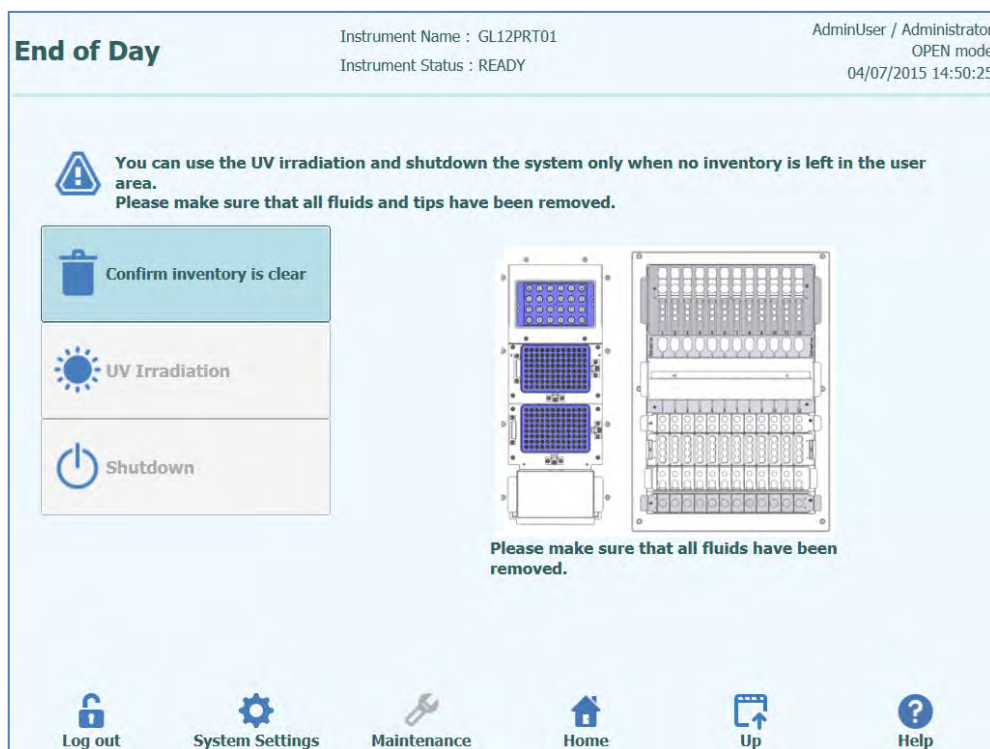 End of Day
Instrument Name : GL12PRT01
Instrument Status : READY
AdminUser / Administrator
OPEN mode
04/07/2015 14:50:25
You can use the UV irradiation and shutdown the system only when no inventory is left in the user
area.
Please make sure that all fluids and tips have been removed.
Confirm inventory is clear
UV Irradiation
Shutdown
Please make sure that all fluids have been
removed.
Log out
System Settings
Maintenance
Home
Up
Help